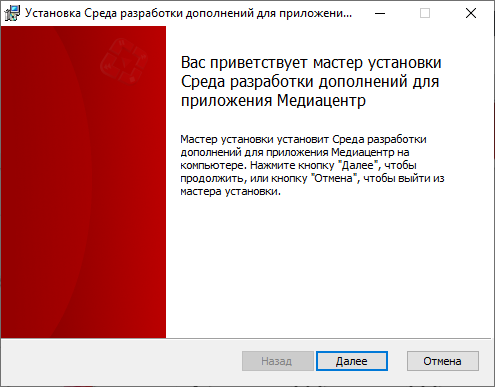 Установка Среда разработки дополнений для приложени...
Вас приветствует мастер установки
Среда разработки дополнений для
приложения Медиацентр
Мастер установки установит Среда разработки
дополнений для приложения Медиацентр на
компьютере. Нажмите кнопку "Далее", чтобы
продолжить, или кнопку "Отмена", чтобы выйти из
мастера установки.
Назад
Далее
Отмена